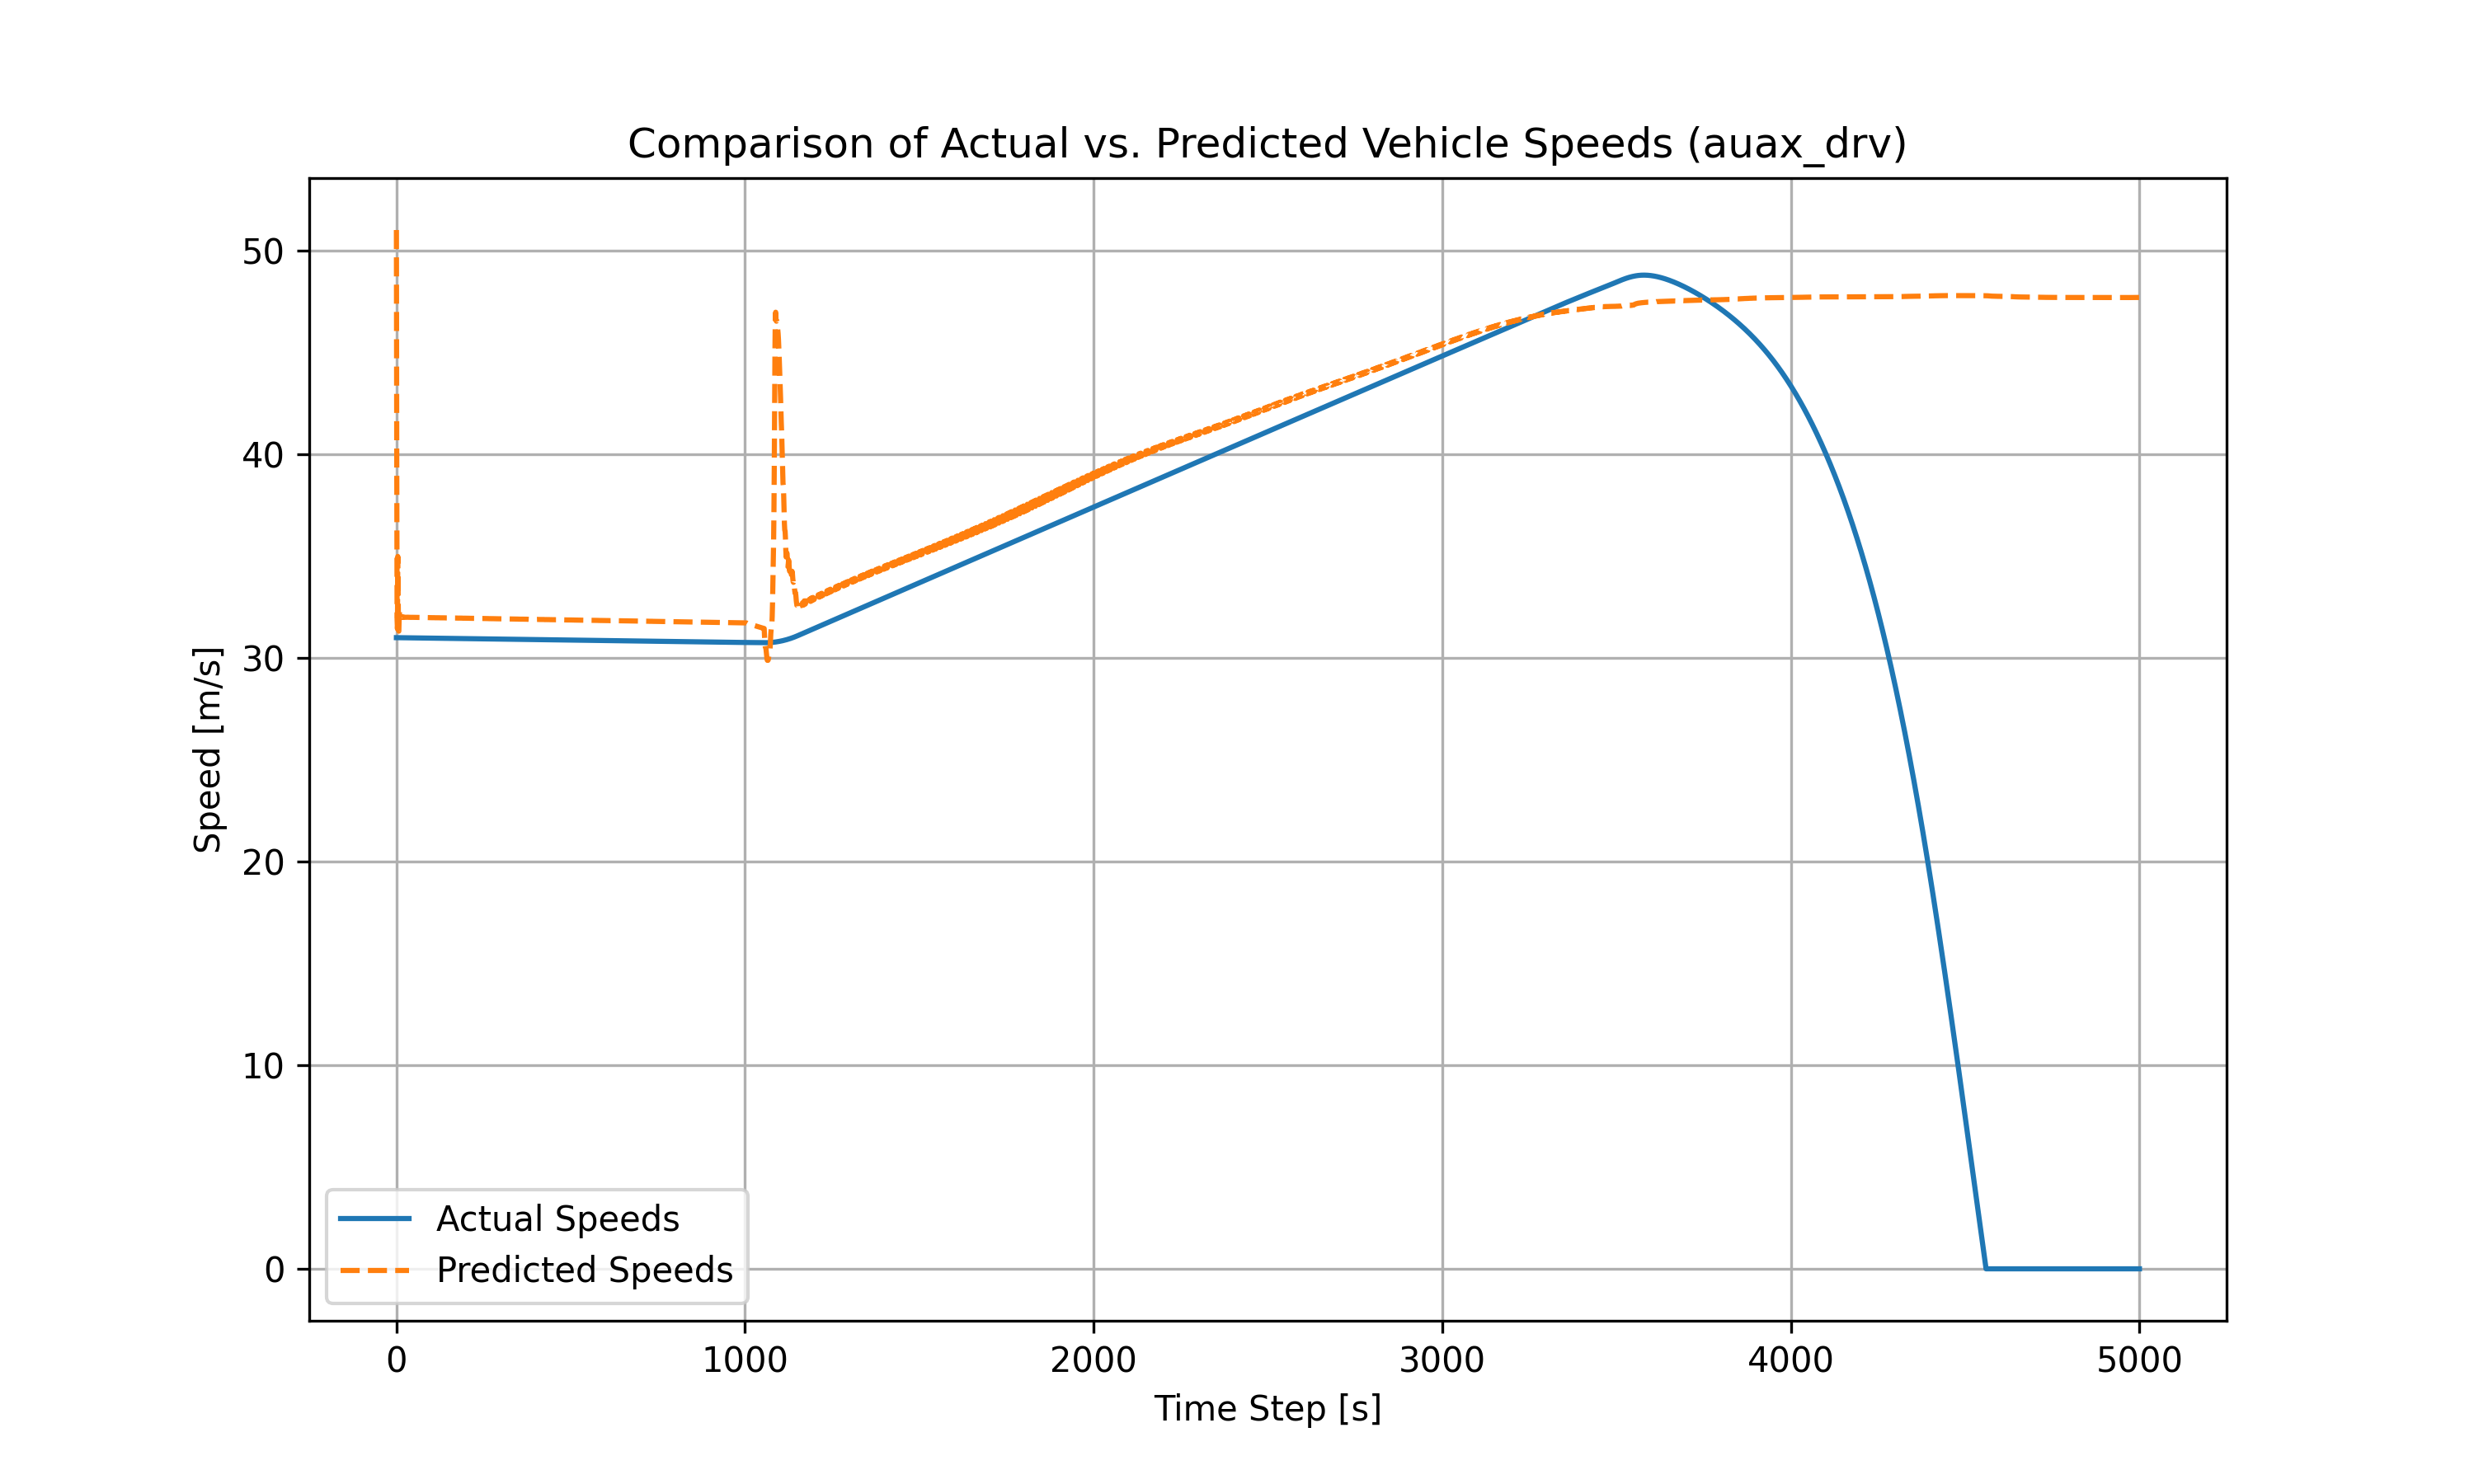 Comparison of Actual vs. Predicted Vehicle Speeds (auax_drv)
Speed [m/s]
50
40
30
20
10
0
Actual Speeds
Predicted Speeds
0 1000 2000 3000 4000 5000
Time Step [s]